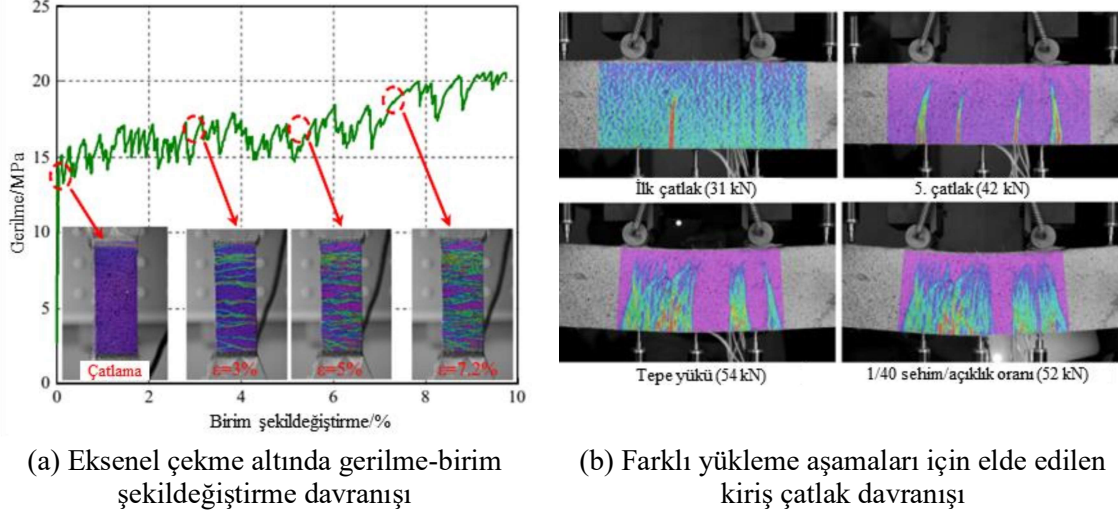 25
20
15
10
5
0
Gerilme/MPa
Çatlama
ε=3%
ε=5%
ε=7.2%
0 2 4 6 8 10
Birim şekildeğiştirme/%
İlk çatlak (31 kN)
5. çatlak (42 kN)
Tepe yükü (54 kN)
1/40 sehim/açıklık oranı (52 kN)
(a) Eksenel çekme altında gerilme-birim
şekildeğiştirme davranışı
(b) Farklı yükleme aşamaları için elde edilen
kiriş çatlak davranışı